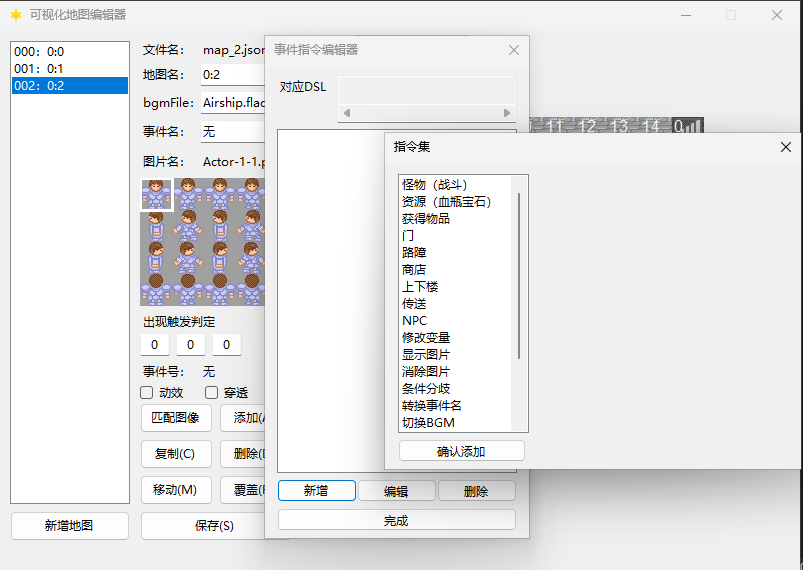 可视化地图编辑器
000：0:0
001：0:1
002：0:2
新增地图
文件名： map_2.json
地图名： 0:2
bgmFile： Airship.flac
事件名： 无
图片名： Actor-1-1.p
出现触发判定
0 0 0
事件号： 无
动效 穿透
匹配图像 添加(A
复制(C) 删除(
移动(M) 覆盖(
保存(S)
事件指令编辑器
对应DSL
新增 编辑 删除
完成
11 12 13 14 0
指令集
怪物（战斗）
资源（血瓶宝石）
获得物品
门
路障
商店
上下楼
传送
NPC
修改变量
显示图片
消除图片
条件分歧
转换事件名
切换BGM
确认添加